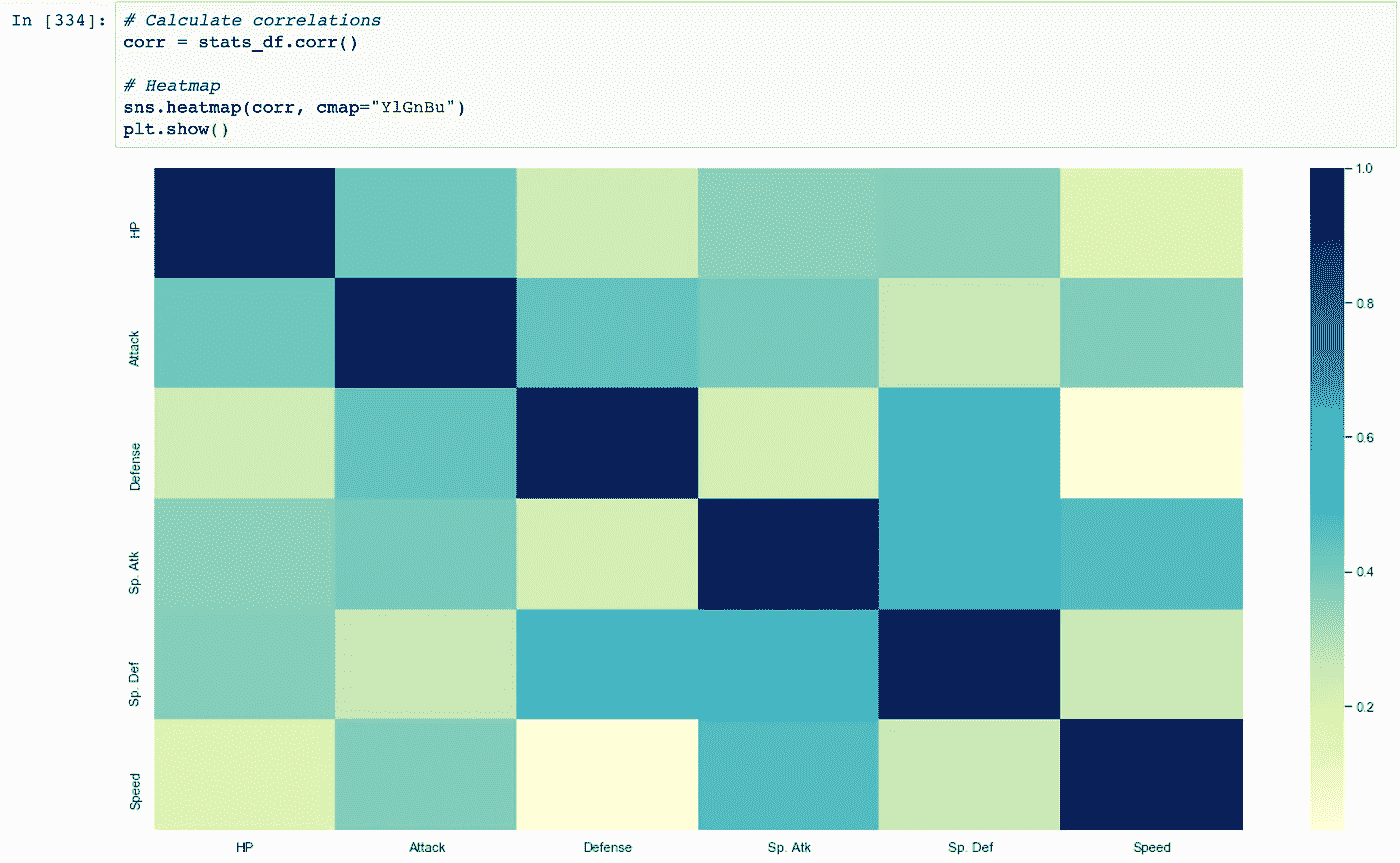 In [334]: # Calculate correlations
corr = stats_df.corr()
# Heatmap
sns.heatmap(corr, cmap="YlGnBu")
plt.show()
HP
Attack
Defense
Sp. Atk
Sp. Def
Speed
HP Attack Defense Sp. Atk Sp. Def Speed
1.0
0.8
0.6
0.4
0.2